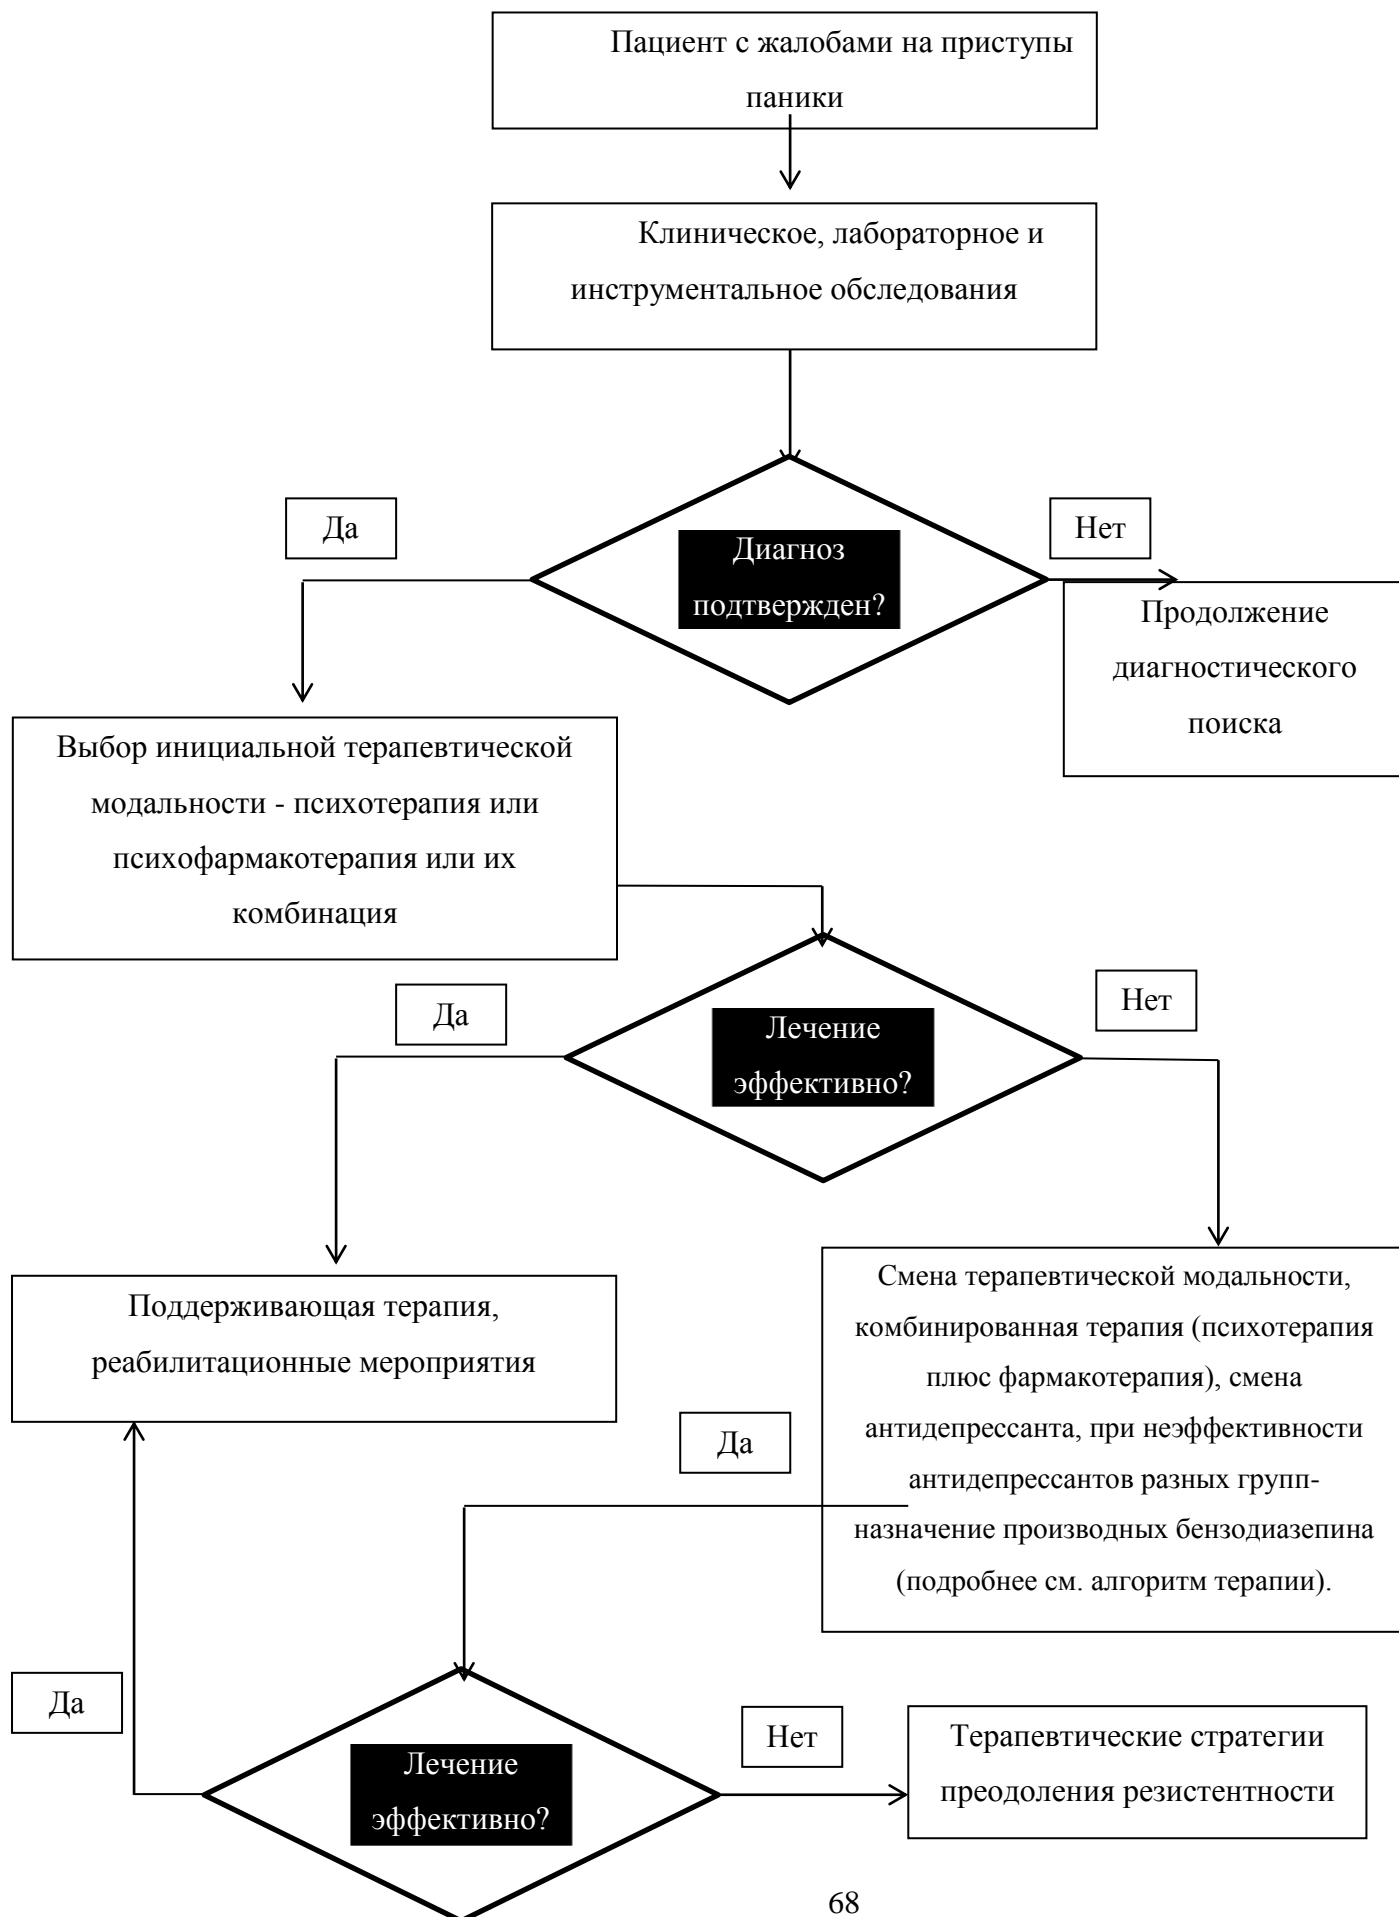 Пациент с жалобами на приступы
паники
Клиническое, лабораторное и
инструментальное обследования
Да
Нет
Диагноз
подтвержден?
Продолжение
диагностического
поиска
Выбор инициальной терапевтической
модальности - психотерапия или
психофармакотерапия или их
комбинация
Да
Нет
Лечение
эффективно?
Поддерживающая терапия,
реабилитационные мероприятия
Смена терапевтической модальности,
комбинированная терапия (психотерапия
плюс фармакотерапия), смена
антидепрессанта, при неэффективности
антидепрессантов разных групп-
назначение производных бензодиазепина
(подробнее см. алгоритм терапии).
Да
Да
Нет
Лечение
эффективно?
Терапевтические стратегии
преодоления резистентности
68